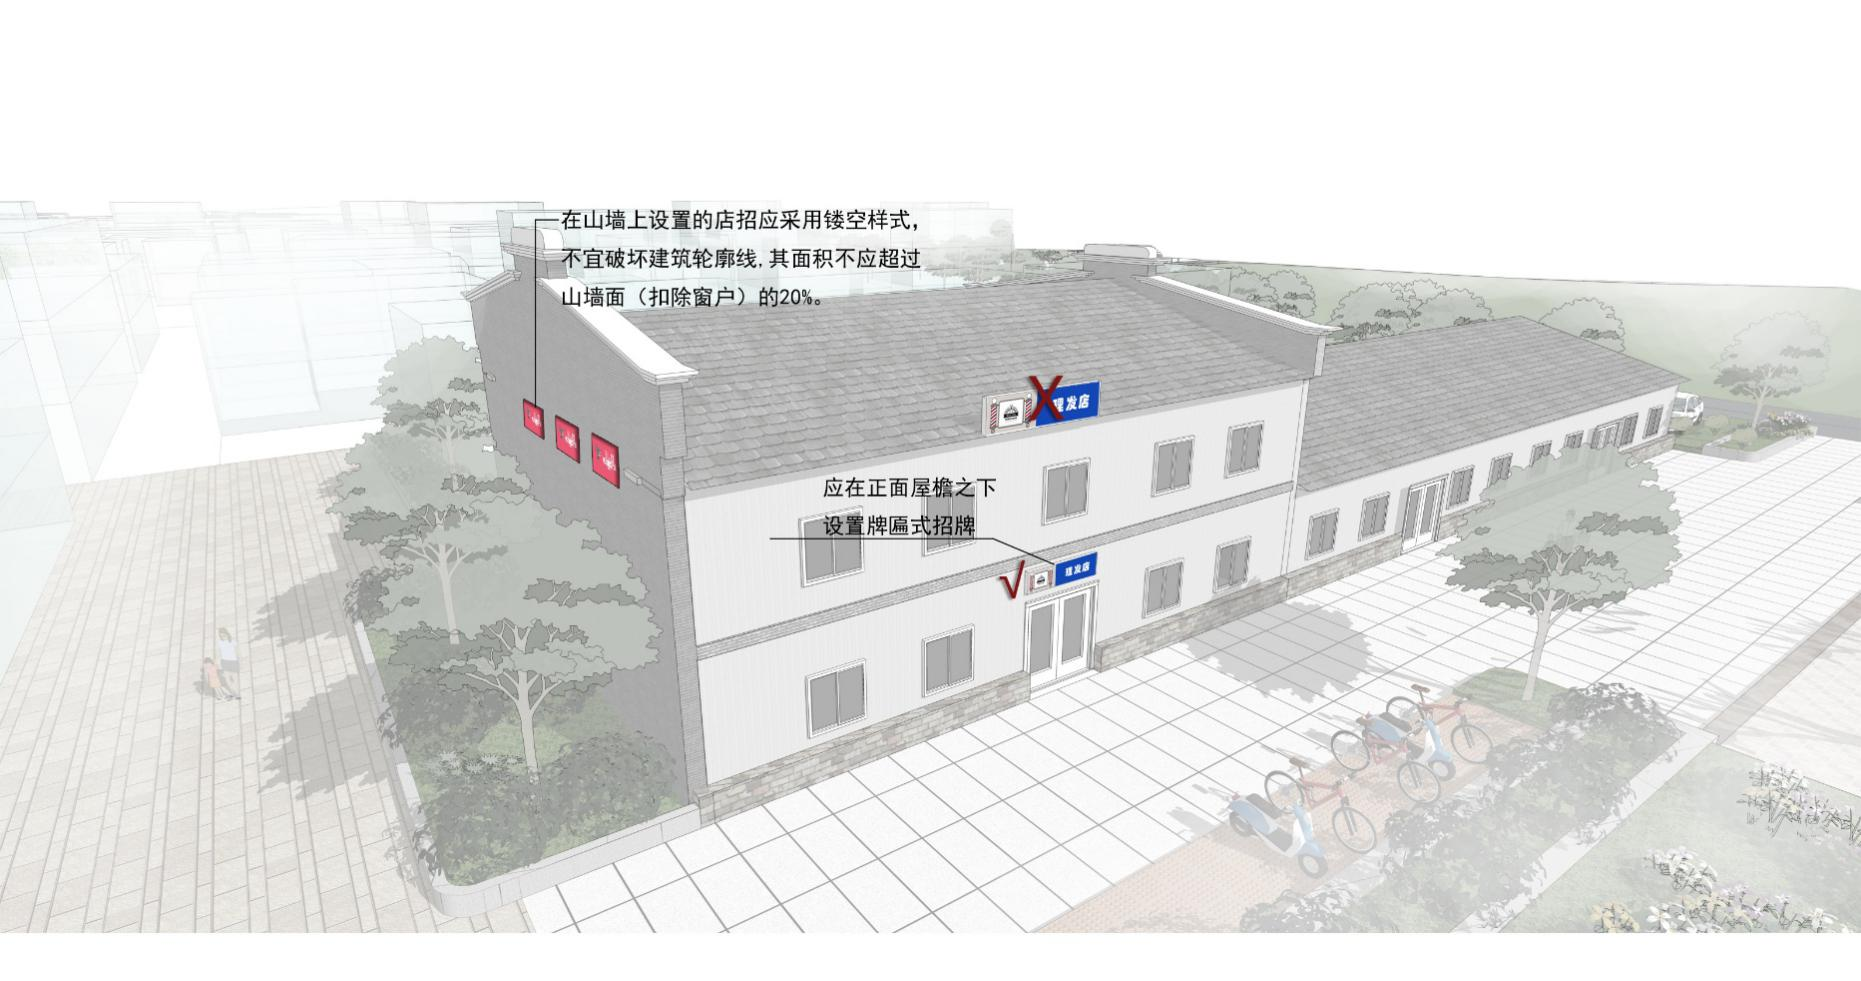 在山墙上设置的店招应采用镂空样式，
不宜破坏建筑轮廓线，其面积不应超过
山墙面（扣除窗户）的20%。
X
理发店
应在正面屋檐之下
设置牌匾式招牌
√
理发店